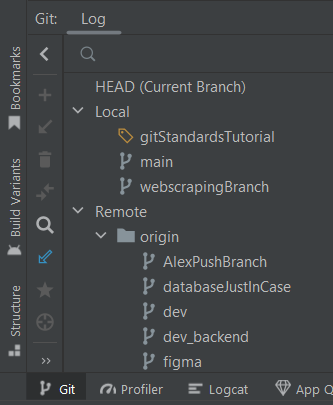 Git: Log
HEAD (Current Branch)
Local
gitStandardsTutorial
main
webscrapingBranch
Remote
origin
AlexPushBranch
databaseJustInCase
dev
dev_backend
figma
Bookmarks
Build Variants
Structure
Git Profiler Logcat App Q